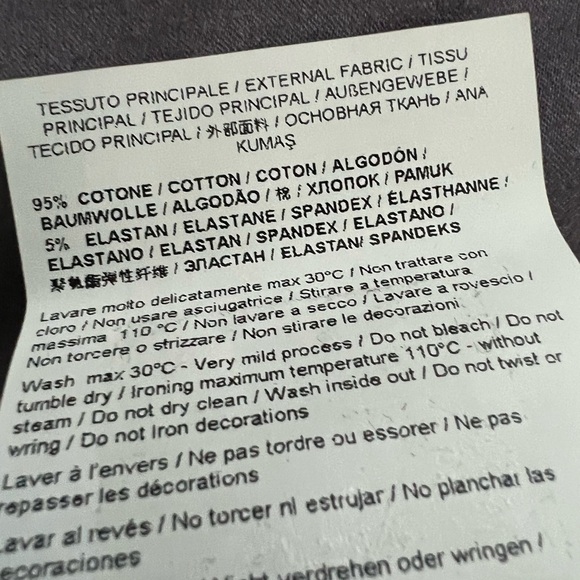 TESSUTO PRINCIPALE / EXTERNAL FABRIC / TISSU
PRINCIPAL / TEJIDO PRINCIPAL / AUßENGEWEBE /
TECIDO PRINCIPAL / 外部面料 / ОСНОВНАЯ ТКАНЬ / ANA
KUMAŞ
95% COTONE / COTTON / COTON / ALGODÓN /
BAUMWOLLE / ALGODÃO / 棉 / ХЛОПОК / PAMUK
5% ELASTAN / ELASTANE / SPANDEX / ÉLASTHANNE /
ELASTANO / ELASTAN / SPANDEX / ELASTANO /
聚氨酯弹性纤维 / ЭЛАСТАН / ELASTAN/ SPANDEKS
Lavare molto delicatamente max 30°C / Non trattare con
cloro / Non usare asciugatrice / Stirare a temperatura
massima 110 °C / Non lavare a secco / Lavare a rovescio /
Non torcere o strizzare / Non stirare le decorazioni
Wash max 30°C - Very mild process / Do not bleach / Do not
tumble dry / Ironing maximum temperature 110°C - without
steam / Do not dry clean / Wash inside out / Do not twist or
wring / Do not Iron decorations
Laver à l'envers / Ne pas tordre ou essorer / Ne pas
repasser les décorations
Lavar al revés / No torcer ni estrujar / No planchar las
ecoraciones
verdrehen oder wringen /